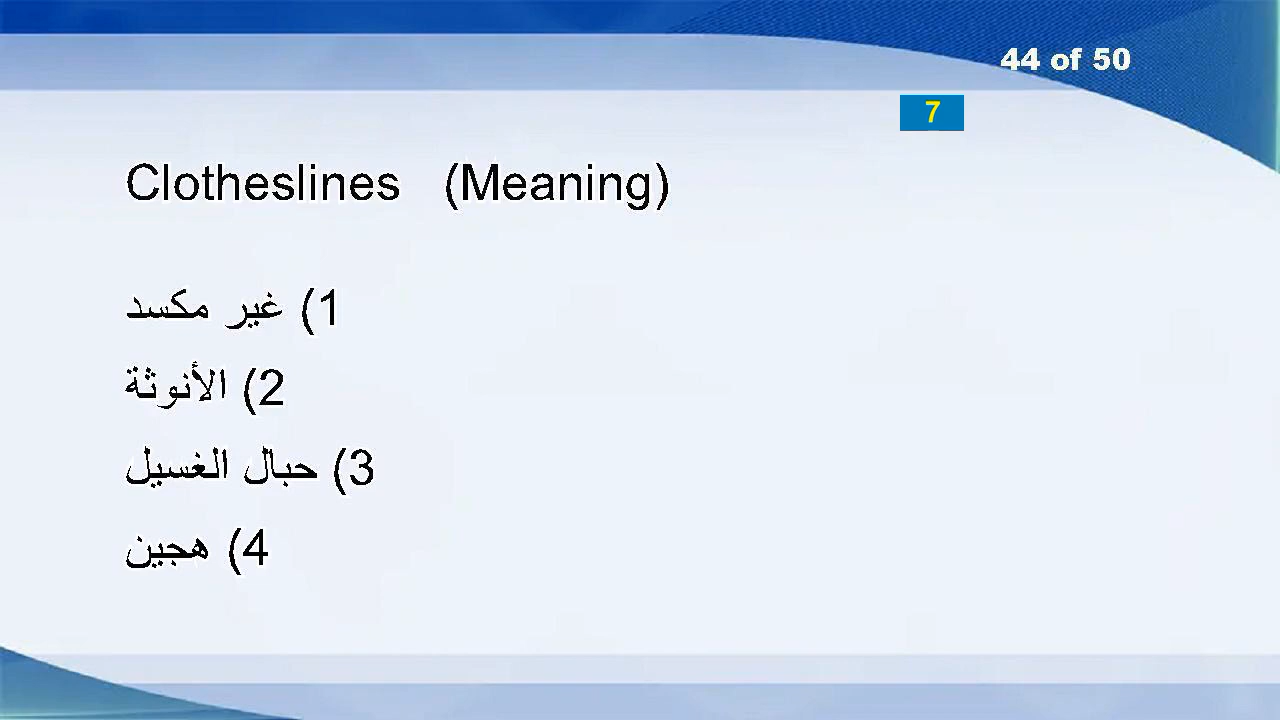 44 of 50
7
Clotheslines (Meaning)
1) غير مكسد
2) الأنوثة
3) حبال الغسيل
4) هجين